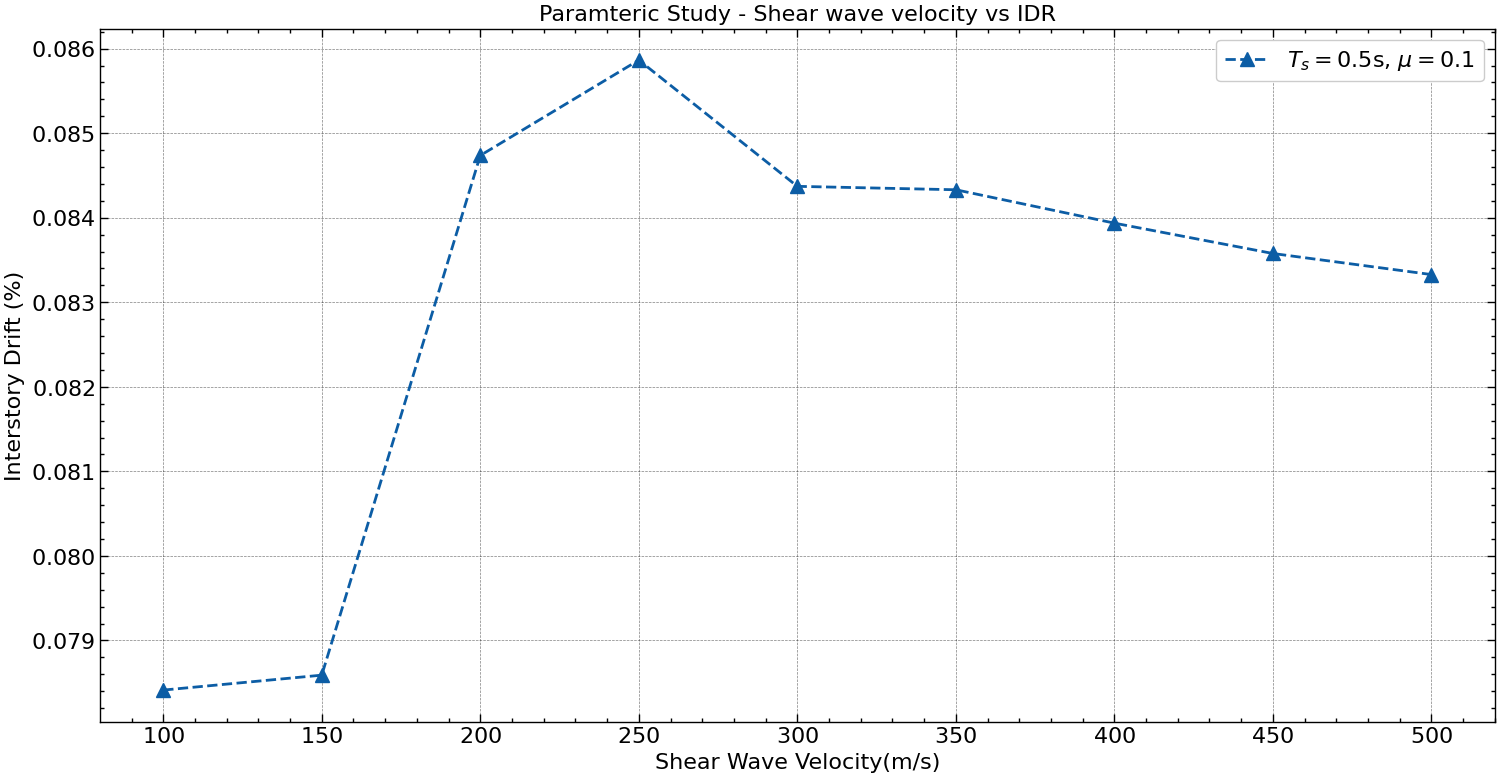 Paramteric Study - Shear wave velocity vs IDR
T_s = 0.5s, μ = 0.1
Interstory Drift (%)
0.086
0.085
0.084
0.083
0.082
0.081
0.080
0.079
100 150 200 250 300 350 400 450 500
Shear Wave Velocity(m/s)